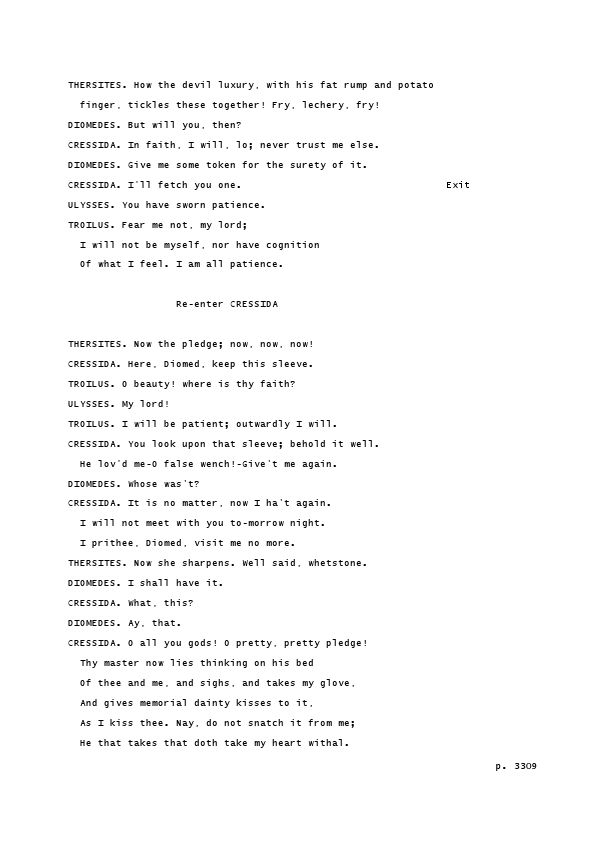 THERSITES. How the devil luxury, with his fat rump and potato
finger, tickles these together! Fry, lechery, fry!
DIOMEDES. But will you, then?
CRESSIDA. In faith, I will, lo; never trust me else.
DIOMEDES. Give me some token for the surety of it.
CRESSIDA. I'll fetch you one. Exit
ULYSSES. You have sworn patience.
TROILUS. Fear me not, my lord;
I will not be myself, nor have cognition
Of what I feel. I am all patience.
Re-enter CRESSIDA
THERSITES. Now the pledge; now, now, now!
CRESSIDA. Here, Diomed, keep this sleeve.
TROILUS. O beauty! where is thy faith?
ULYSSES. My lord!
TROILUS. I will be patient; outwardly I will.
CRESSIDA. You look upon that sleeve; behold it well.
He lov'd me-O false wench!-Give't me again.
DIOMEDES. Whose was't?
CRESSIDA. It is no matter, now I ha't again.
I will not meet with you to-morrow night.
I prithee, Diomed, visit me no more.
THERSITES. Now she sharpens. Well said, whetstone.
DIOMEDES. I shall have it.
CRESSIDA. What, this?
DIOMEDES. Ay, that.
CRESSIDA. O all you gods! O pretty, pretty pledge!
Thy master now lies thinking on his bed
Of thee and me, and sighs, and takes my glove,
And gives memorial dainty kisses to it,
As I kiss thee. Nay, do not snatch it from me;
He that takes that doth take my heart withal.
p. 3309